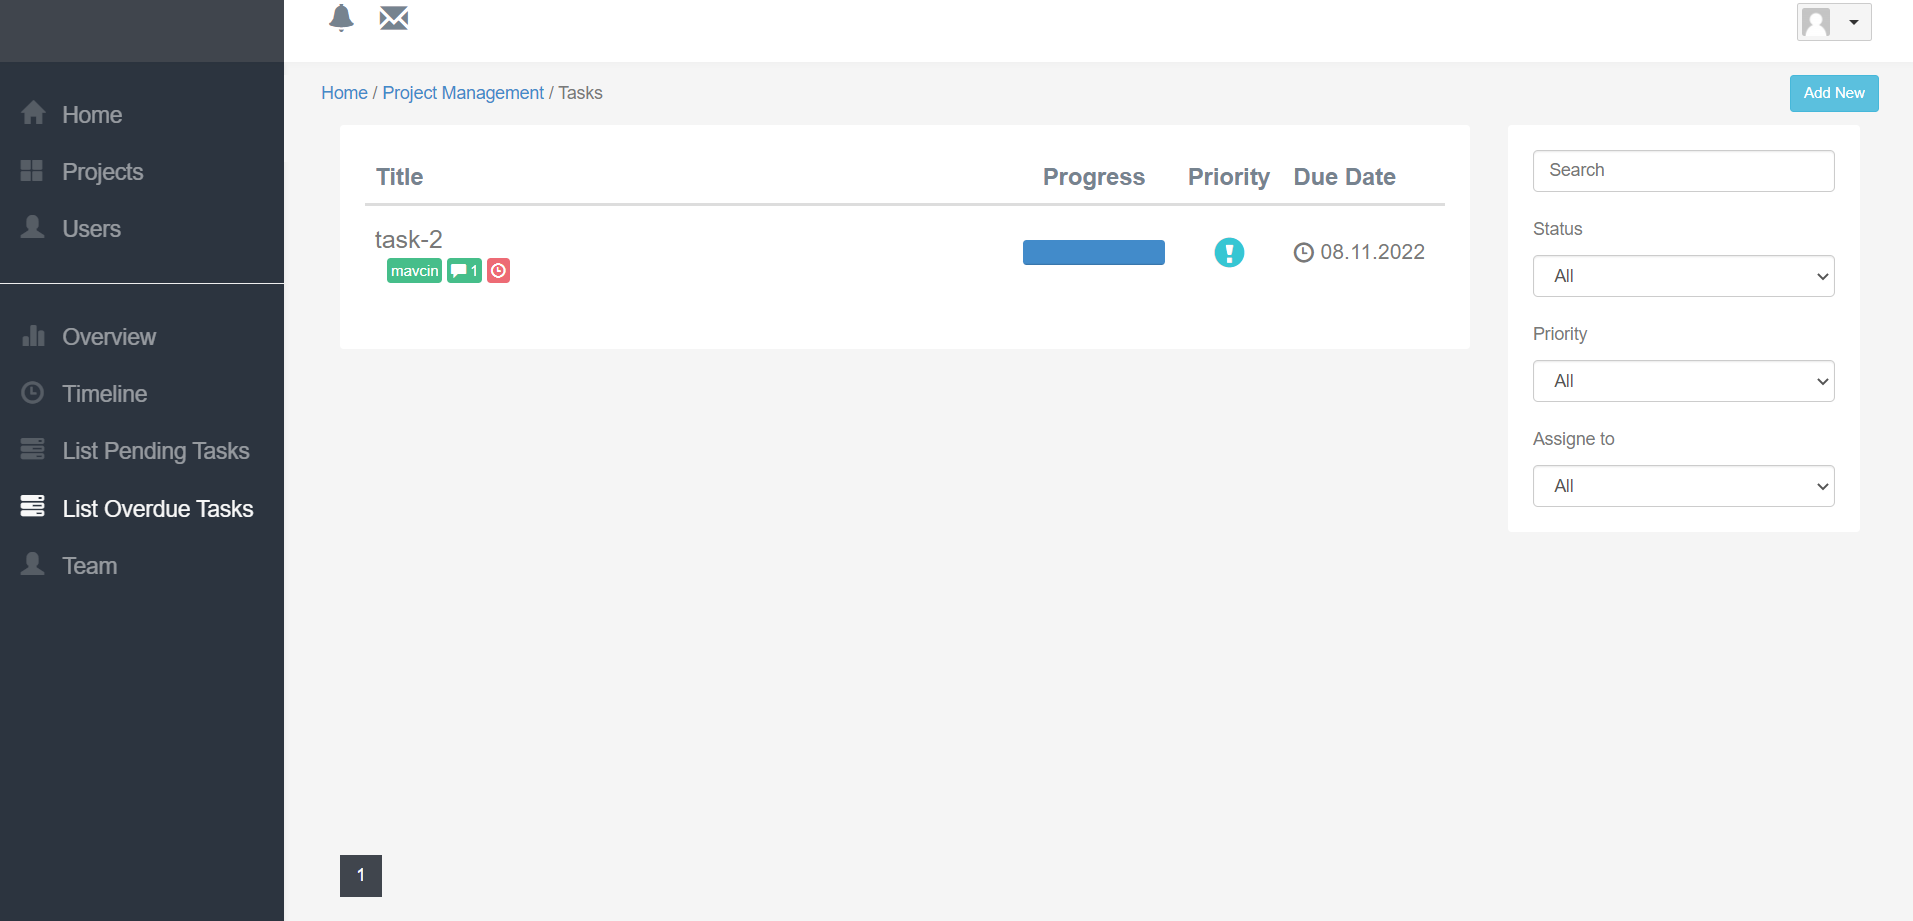 Home
Projects
Users
Overview
Timeline
List Pending Tasks
List Overdue Tasks
Team
Home / Project Management / Tasks
Add New
Title Progress Priority Due Date
task-2
mavcin 1
08.11.2022
1
Search
Status
All
Priority
All
Assigne to
All